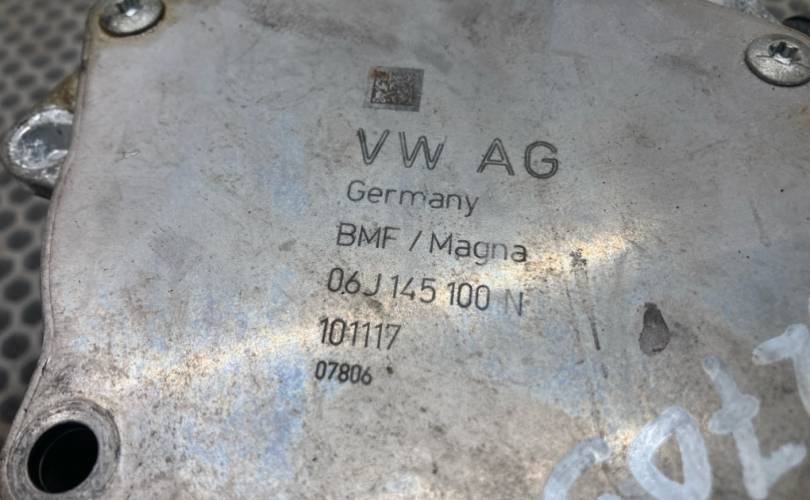 VW AG
Germany
BMF / Magna
06J 145 100 N
101117
07806